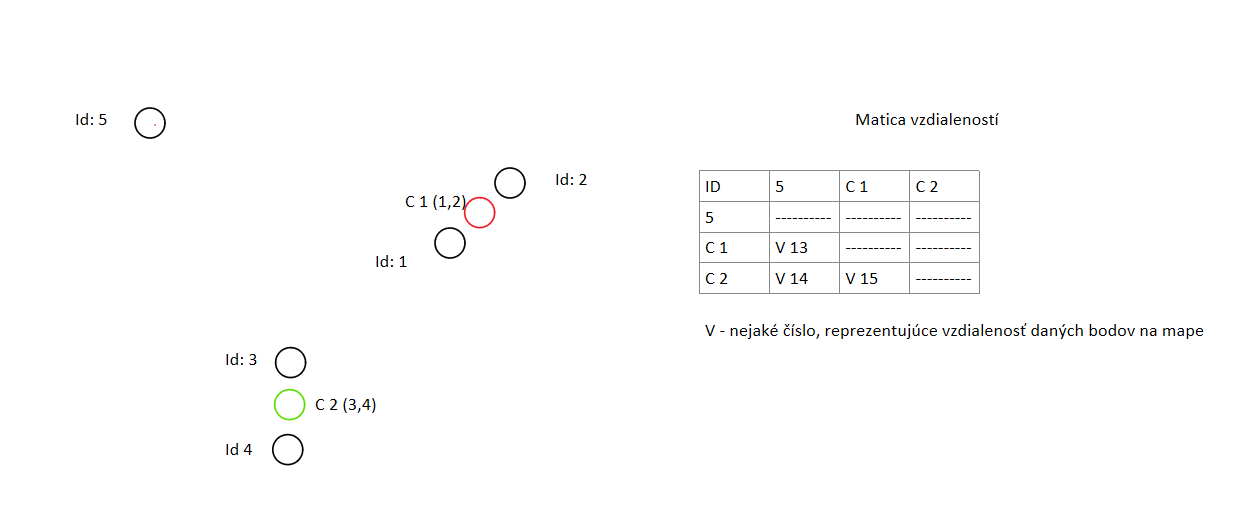 Id: 5
Matica vzdialeností
Id: 2
C 1 (1,2)
Id: 1
ID 5 C 1 C 2
5 ---------- ---------- ----------
C 1 V 13 ---------- ----------
C 2 V 14 V 15 ----------
V - nejaké číslo, reprezentujúce vzdialenosť daných bodov na mape
Id: 3
C 2 (3,4)
Id 4